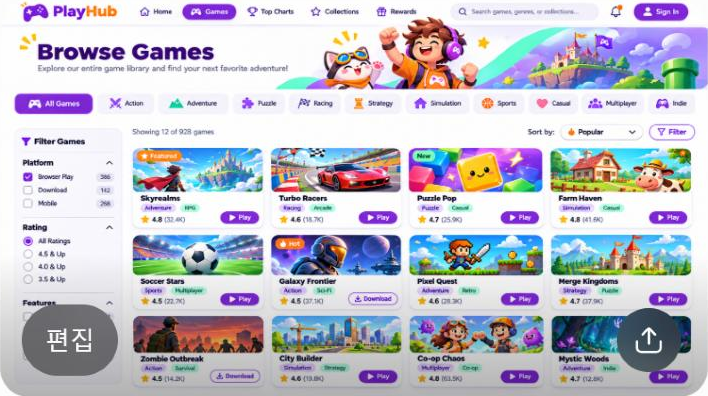 PlayHub
Home
Games
Top Charts
Collections
Rewards
Search games, genres, or collections...
Sign In
Browse Games
Explore our entire game library and find your next favorite adventure!
All Games
Action
Adventure
Puzzle
Racing
Strategy
Simulation
Sports
Casual
Multiplayer
Indie
Filter Games
Showing 12 of 928 games
Sort by:
Popular
Filter
Platform
Browser Play 386
Download 142
Mobile 268
Rating
All Ratings
4.5 & Up
4.0 & Up
3.5 & Up
Features
Featured
Skyrealms
Adventure RPG
4.8 (32.4K)
Play
Turbo Racers
Racing Arcade
4.6 (18.7K)
Play
New
Puzzle Pop
Puzzle Casual
4.7 (25.9K)
Play
Farm Haven
Simulation Casual
4.8 (41.6K)
Play
Soccer Stars
Sports Multiplayer
4.5 (22.7K)
Play
Hot
Galaxy Frontier
Action Sci-Fi
4.5 (37.1K)
Download
Pixel Quest
Adventure Retro
4.6 (28.3K)
Play
Merge Kingdoms
Strategy Puzzle
4.7 (37.9K)
Play
Zombie Outbreak
Action Survival
4.5 (14.2K)
Download
City Builder
Simulation Strategy
4.6 (19.8K)
Play
Co-op Chaos
Multiplayer Co-op
4.8 (63.5K)
Play
Mystic Woods
Adventure Indie
4.7
Play
편집